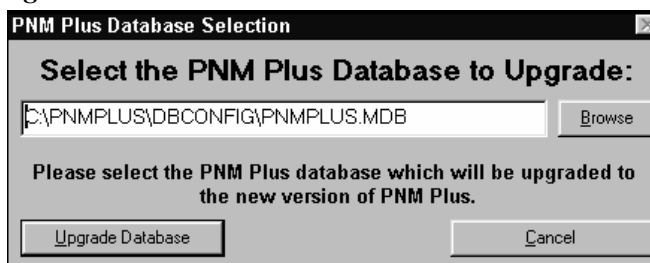 PNM Plus Database Selection
Select the PNM Plus Database to Upgrade:
C:\PNMPLUS\DBCONFIG\PNMPLUS.MDB
Browse
Please select the PNM Plus database which will be upgraded to
the new version of PNM Plus.
Upgrade Database
Cancel